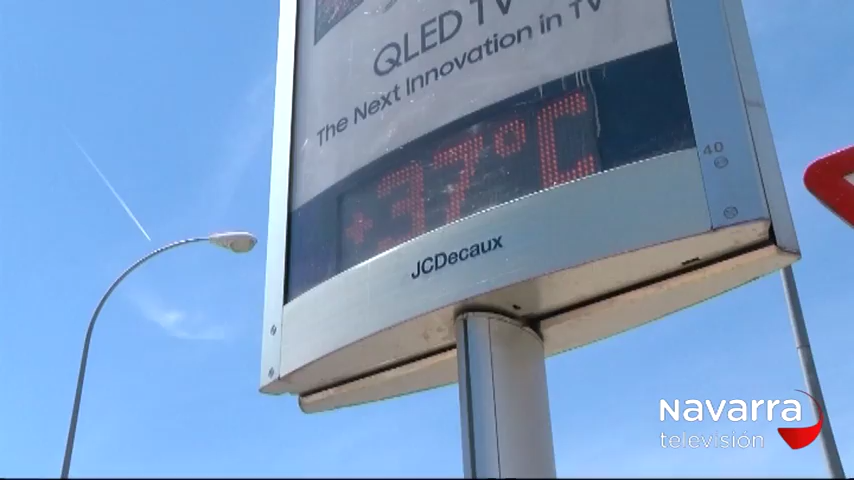 QLED TV
The Next Innovation in TV
+37°C
40
JCDecaux
Navarra
televisión